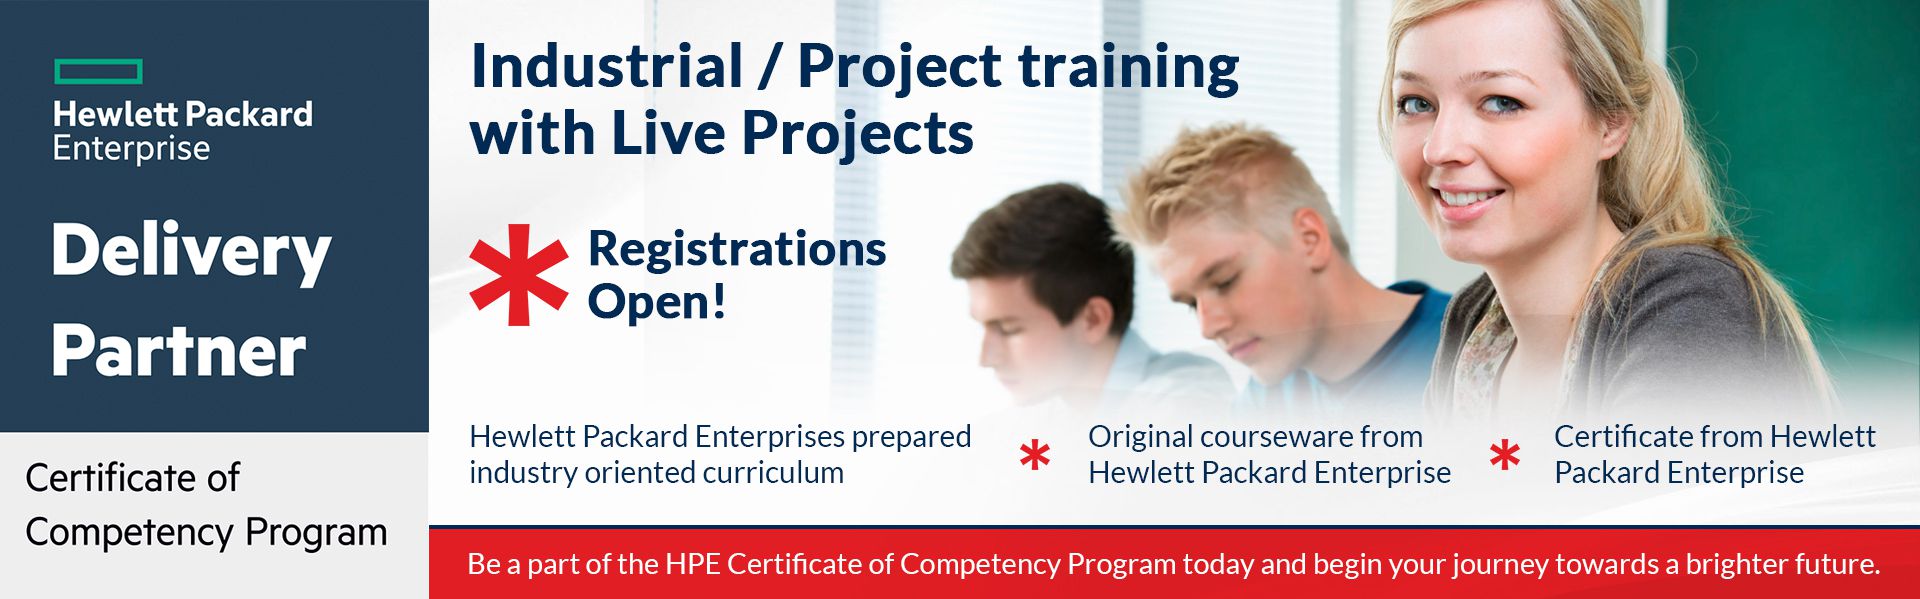 Hewlett Packard
Enterprise
Delivery
Partner
Certificate of
Competency Program
Industrial / Project training
with Live Projects
Registrations
Open!
Hewlett Packard Enterprises prepared
industry oriented curriculum
* Original courseware from
Hewlett Packard Enterprise
* Certificate from Hewlett
Packard Enterprise
Be a part of the HPE Certificate of Competency Program today and begin your journey towards a brighter future.